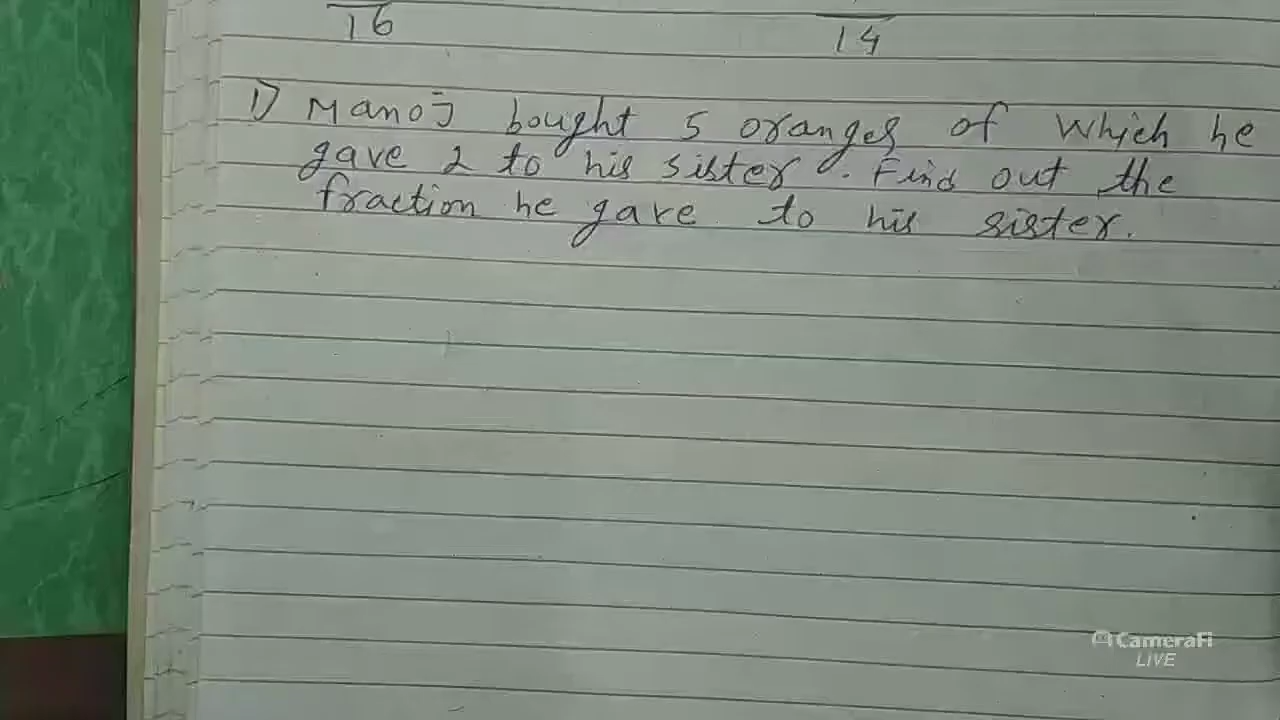 16 14
1) Manoj bought 5 oranges of which he
gave 2 to his sister. Find out the
fraction he gave to his sister.
CameraFi
LIVE